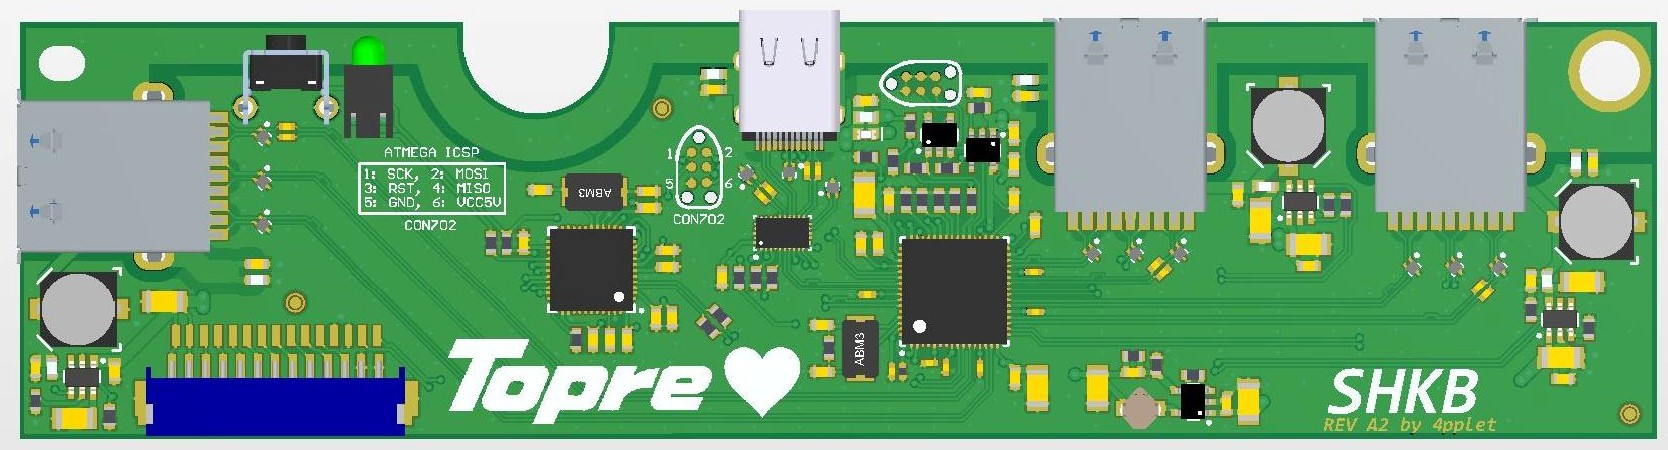 ATMEGA ICSP
1: SCK, 2: MOSI
3: RST, 4: MISO
5: GND, 6: VCC5V
CON702
ABM3
1 2
5 6
CON702
ABM3
Topre
SHKB
REV A2 by 4pplet